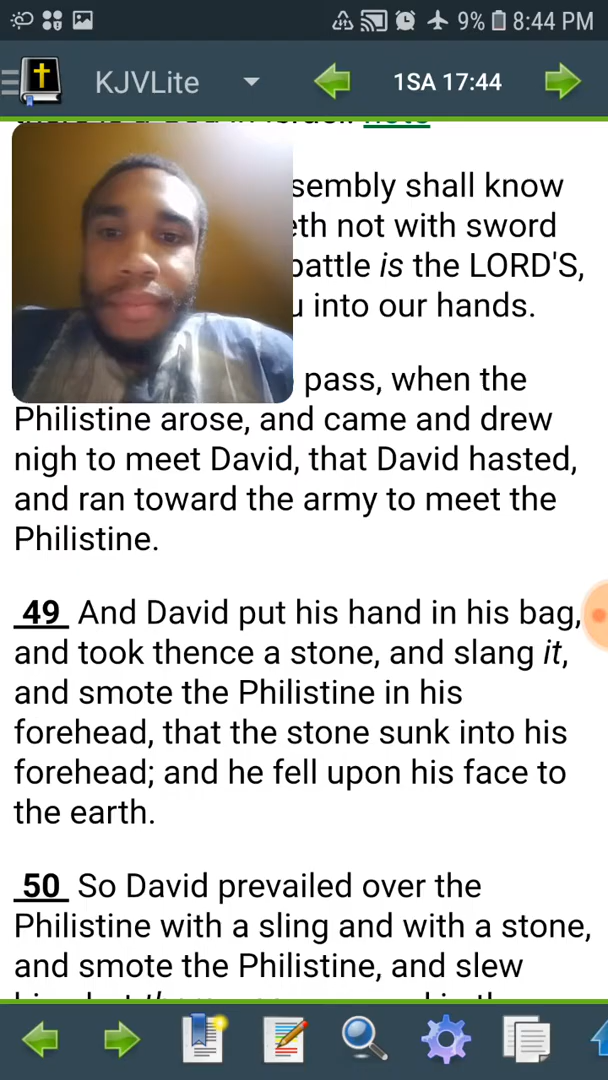 9% 8:44 PM
KJVLite 1SA 17:44
sembly shall know
eth not with sword
battle is the LORD'S,
u into our hands.
pass, when the
Philistine arose, and came and drew
nigh to meet David, that David hasted,
and ran toward the army to meet the
Philistine.
49 And David put his hand in his bag,
and took thence a stone, and slang it,
and smote the Philistine in his
forehead, that the stone sunk into his
forehead; and he fell upon his face to
the earth.
50 So David prevailed over the
Philistine with a sling and with a stone,
and smote the Philistine, and slew